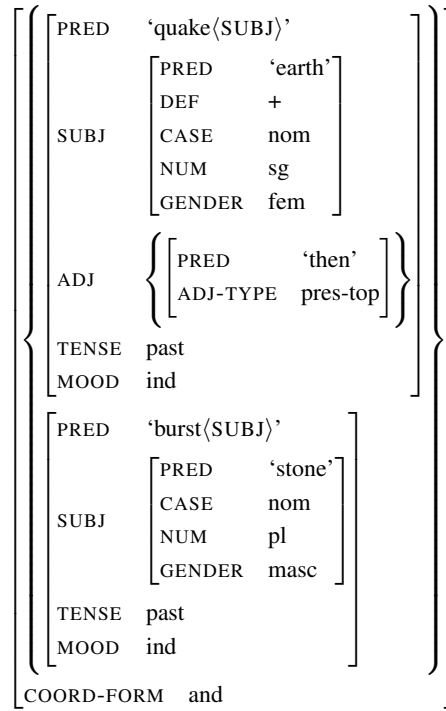 PRED ‘quake⟨SUBJ⟩’
SUBJ
PRED ‘earth’
DEF +
CASE nom
NUM sg
GENDER fem
ADJ
PRED ‘then’
ADJ-TYPE pres-top
TENSE past
MOOD ind
PRED ‘burst⟨SUBJ⟩’
SUBJ
PRED ‘stone’
CASE nom
NUM pl
GENDER masc
TENSE past
MOOD ind
COORD-FORM and